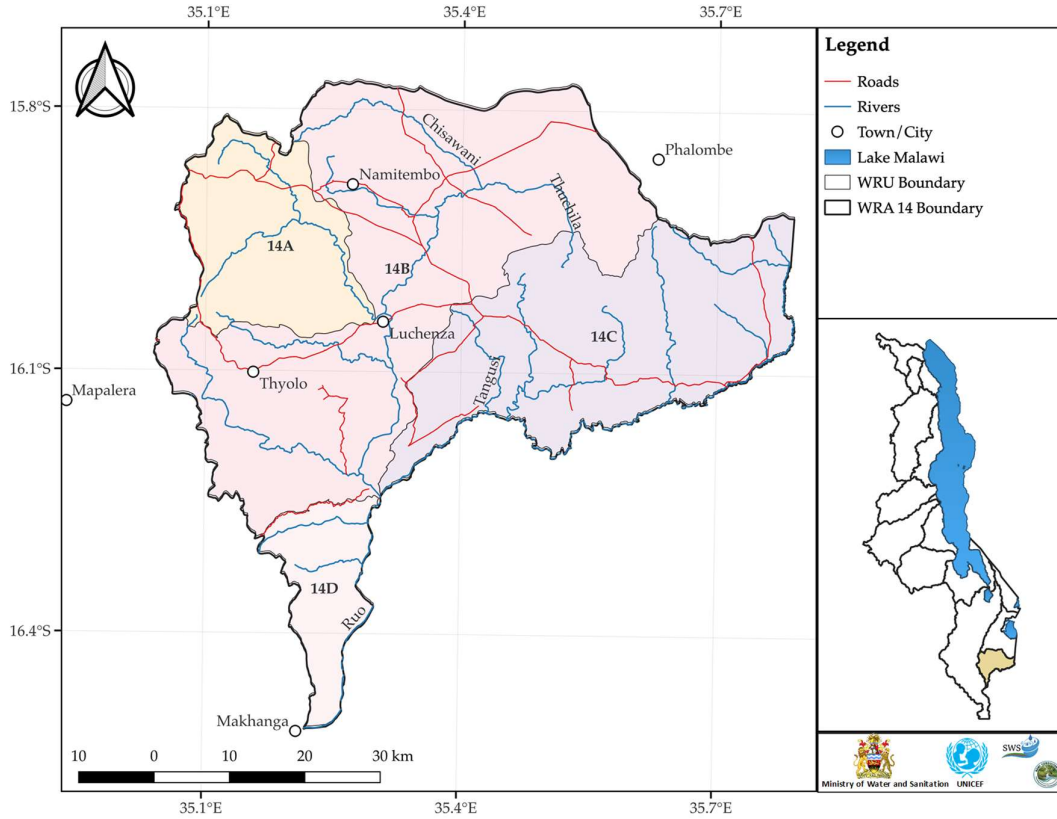 35.1°E
35.4°E
35.7°E
15.8°S
16.1°S
16.4°S
Chisawani
Phalombe
Namitembo
Thuchila
14A
14B
Luchenza
14C
Thyolo
Tangusi
Mapalera
14D
Ruo
Makhanga
10 0 10 20 30 km
35.1°E
35.4°E
35.7°E
Legend
Roads
Rivers
Town/City
Lake Malawi
WRU Boundary
WRA 14 Boundary
Ministry of Water and Sanitation
UNICEF
SWS